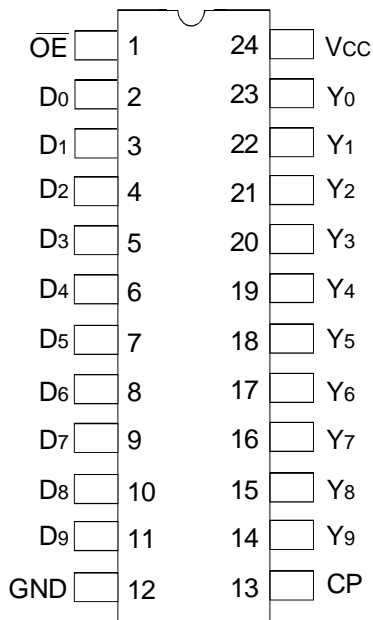 OE 1 24 VCC
D0 2 23 Y0
D1 3 22 Y1
D2 4 21 Y2
D3 5 20 Y3
D4 6 19 Y4
D5 7 18 Y5
D6 8 17 Y6
D7 9 16 Y7
D8 10 15 Y8
D9 11 14 Y9
GND 12 13 CP